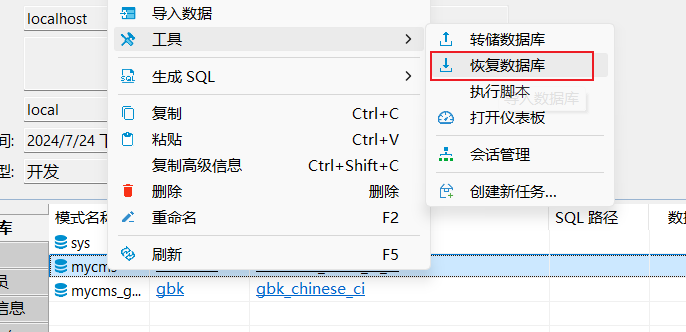 localhost
导入数据
工具
转储数据库
恢复数据库
生成 SQL
执行脚本
导入数据库
复制 Ctrl+C
打开仪表板
local
粘贴 Ctrl+V
间: 2024/7/24 下
会话管理
复制高级信息 Ctrl+Shift+C
型: 开发
删除 删除
创建新任务...
重命名 F2
库 模式名称 SQL 路径 数据
sys
刷新 F5
mycms
员
mycms_g... gbk gbk_chinese_ci
信息